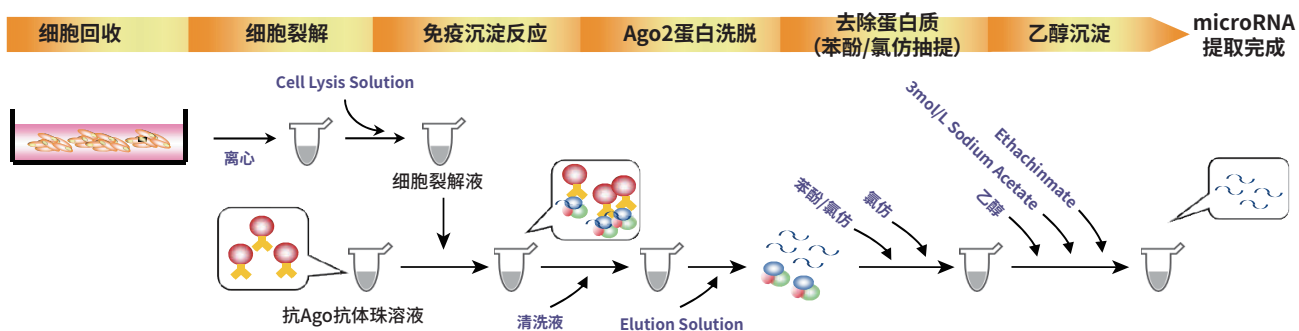 细胞回收
细胞裂解
免疫沉淀反应
Ago2蛋白洗脱
去除蛋白质
（苯酚/氯仿抽提）
乙醇沉淀
microRNA
提取完成
Cell Lysis Solution
离心
细胞裂解液
抗Ago抗体珠溶液
清洗液
Elution Solution
苯酚/氯仿
氯仿
乙醇
3mol/L Sodium Acetate
Ethachinmate